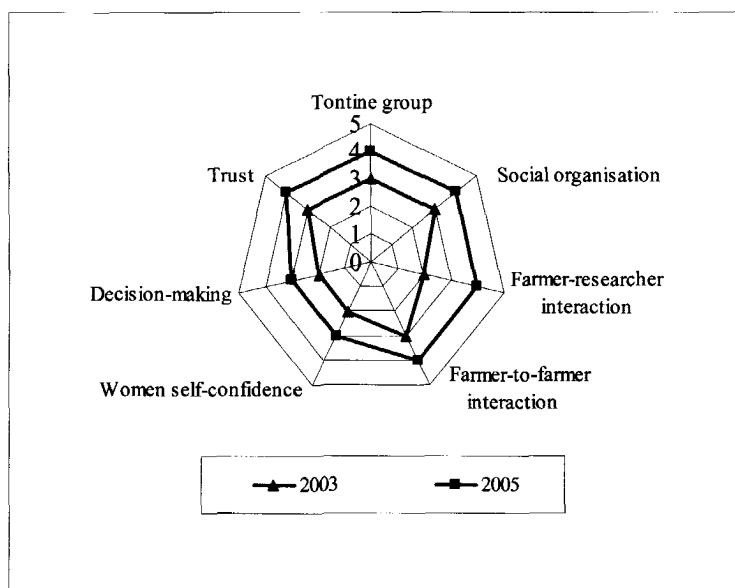 Tontine group
5
4
3
2
1
0
Trust
Social organisation
Decision-making
Farmer-researcher
interaction
Women self-confidence
Farmer-to-farmer
interaction
2003
2005